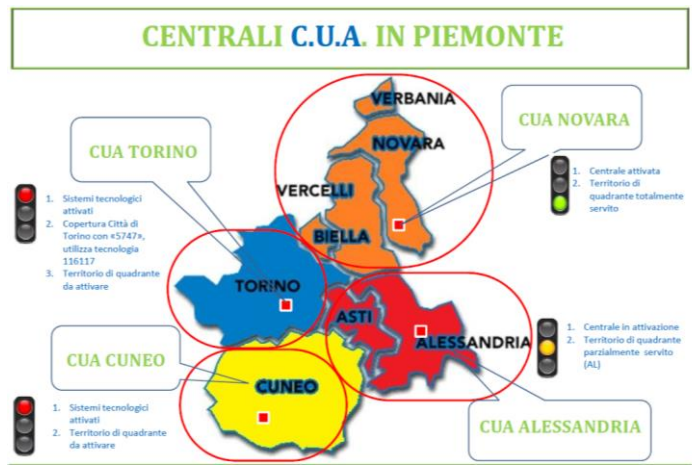 CENTRALI C.U.A. IN PIEMONTE
VERBANIA
CUA NOVARA
CUA TORINO
NOVARA
1. Centrale attivata
2. Territorio di
quadrante totalmente
servito
VERCELLI
1. Sistemi tecnologici
attivati
2. Copertura Città di
Torino con «5747»,
utilizza tecnologia
116117
3. Territorio di quadrante
da attivare
BIELLA
TORINO
ASTI
ALESSANDRIA
1. Centrale in attivazione
2. Territorio di quadrante
parzialmente servito
(AL)
CUA CUNEO
CUNEO
1. Sistemi tecnologici
attivati
2. Territorio di quadrante
da attivare
CUA ALESSANDRIA